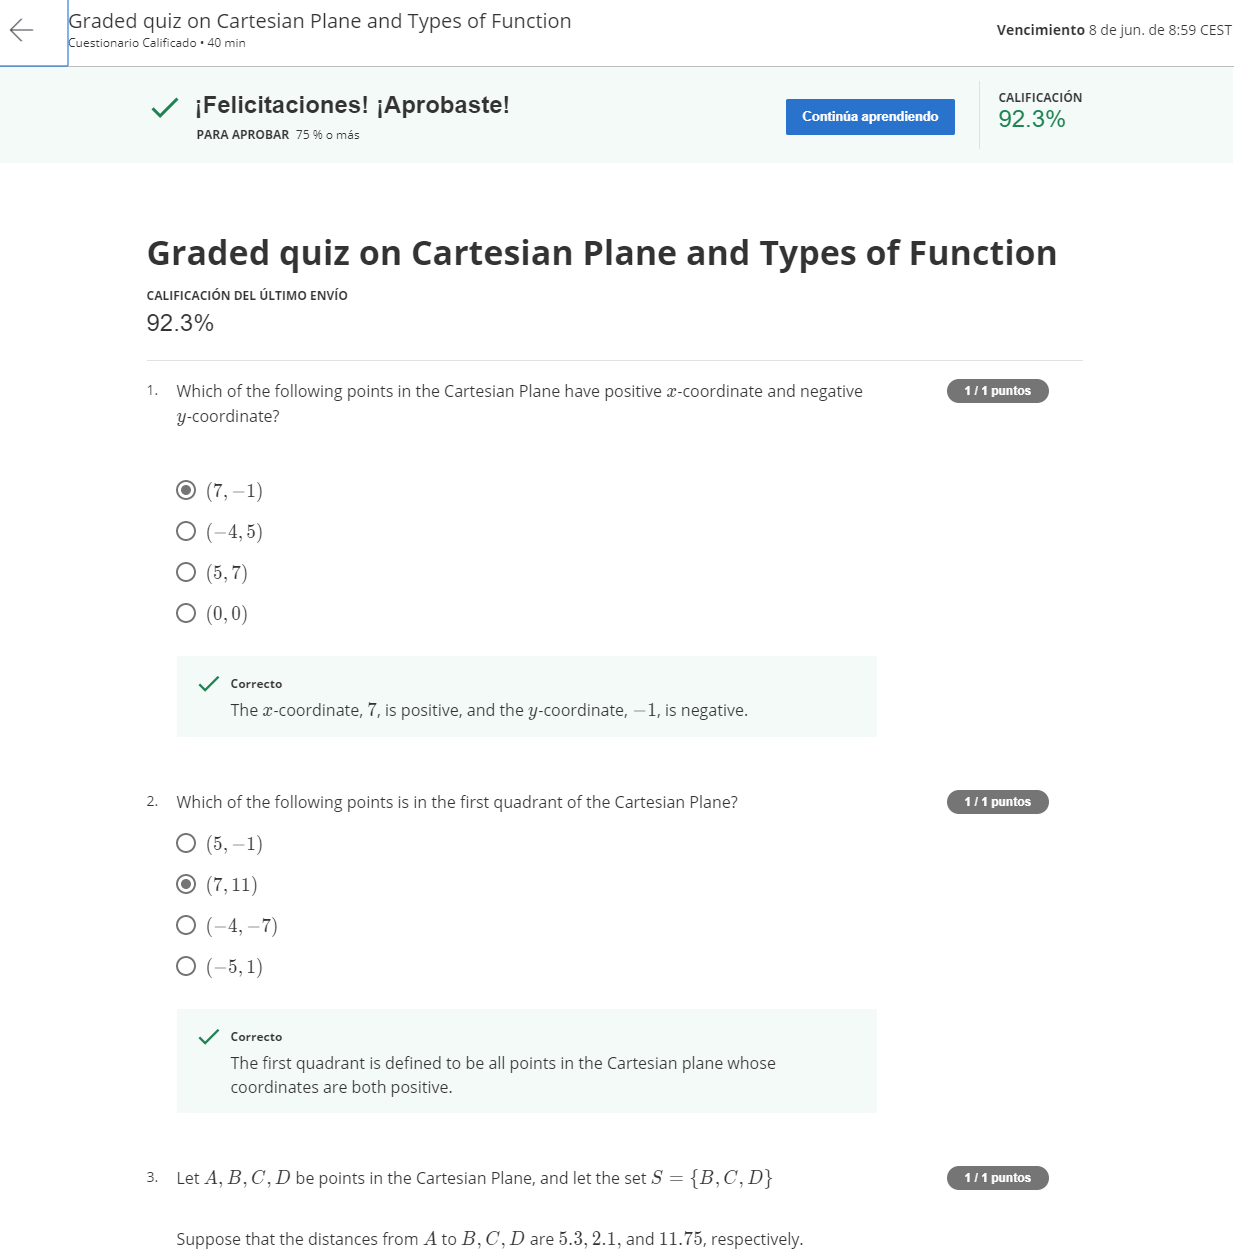 Graded quiz on Cartesian Plane and Types of Function
Cuestionario Calificado • 40 min
Vencimiento 8 de jun. de 8:59 CEST
¡Felicitaciones! ¡Aprobaste!
PARA APROBAR 75 % o más
Continúa aprendiendo
CALIFICACIÓN
92.3%
Graded quiz on Cartesian Plane and Types of Function
CALIFICACIÓN DEL ÚLTIMO ENVÍO
92.3%
1. Which of the following points in the Cartesian Plane have positive x-coordinate and negative
y-coordinate?
1 / 1 puntos
(7, −1)
(−4, 5)
(5, 7)
(0, 0)
Correcto
The x-coordinate, 7, is positive, and the y-coordinate, −1, is negative.
2. Which of the following points is in the first quadrant of the Cartesian Plane?
1 / 1 puntos
(5, −1)
(7, 11)
(−4, −7)
(−5, 1)
Correcto
The first quadrant is defined to be all points in the Cartesian plane whose
coordinates are both positive.
3. Let A, B, C, D be points in the Cartesian Plane, and let the set S = {B, C, D}
1 / 1 puntos
Suppose that the distances from A to B, C, D are 5.3, 2.1, and 11.75, respectively.